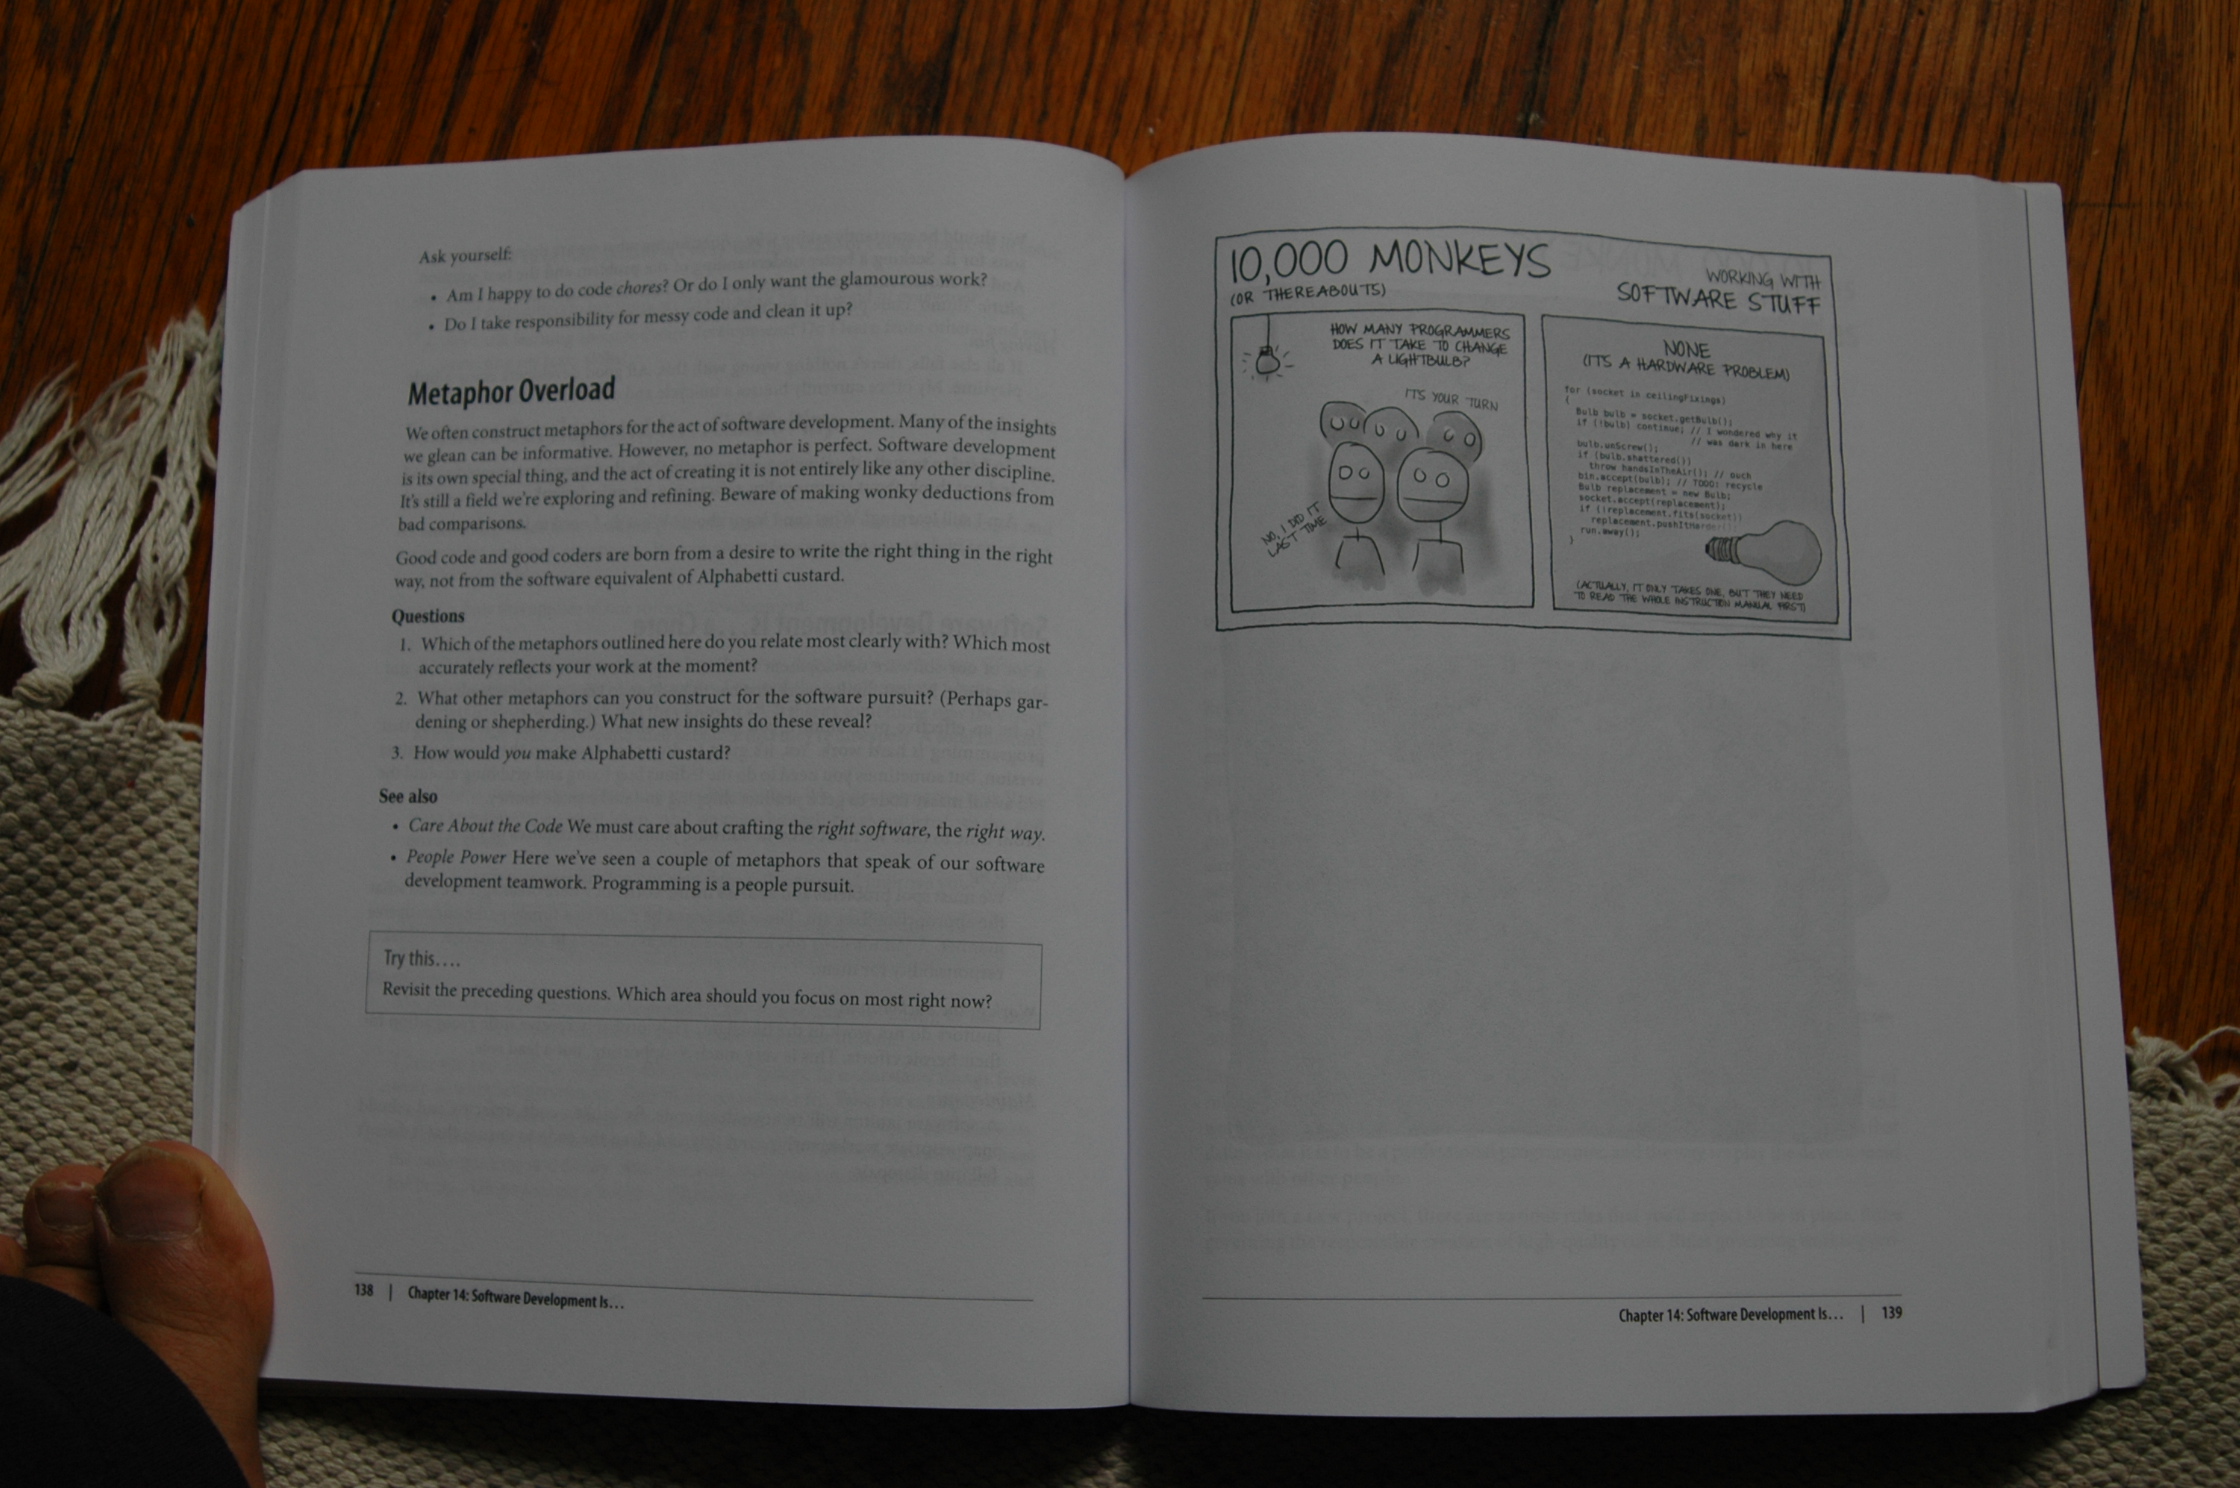 Ask yourself:
• Am I happy to do code chores? Or do I only want the glamourous work?
• Do I take responsibility for messy code and clean it up?
Metaphor Overload
We often construct metaphors for the act of software development. Many of the insights
we glean can be informative. However, no metaphor is perfect. Software development
is its own special thing, and the act of creating it is not entirely like any other discipline.
It's still a field we're exploring and refining. Beware of making wonky deductions from
bad comparisons.
Good code and good coders are born from a desire to write the right thing in the right
way, not from the software equivalent of Alphabetti custard.
Questions
1. Which of the metaphors outlined here do you relate most clearly with? Which most
accurately reflects your work at the moment?
2. What other metaphors can you construct for the software pursuit? (Perhaps gar-
dening or shepherding.) What new insights do these reveal?
3. How would you make Alphabetti custard?
See also
• Care About the Code We must care about crafting the right software, the right way.
• People Power Here we've seen a couple of metaphors that speak of our software
development teamwork. Programming is a people pursuit.
Try this….
Revisit the preceding questions. Which area should you focus on most right now?
138 | Chapter 14: Software Development Is…
10,000 MONKEYS
(OR THEREABOUTS)
WORKING WITH
SOFTWARE STUFF
HOW MANY PROGRAMMERS
DOES IT TAKE TO CHANGE
A LIGHTBULB?
IT'S YOUR TURN
NO, I DID IT
LAST TIME
NONE
(IT'S A HARDWARE PROBLEM)
for (socket in ceilingFixings)
{
Bulb bulb = socket.getBulb();
if (!bulb) continue; // I wondered why it
// was dark in here
bulb.unScrew();
if (bulb.shattered())
throw handsInTheAir(); // ouch
bin.accept(bulb); // TODO: recycle
Bulb replacement = new Bulb;
socket.accept(replacement);
if (!replacement.fits(socket))
replacement.pushItHarder();
run.away();
}
(ACTUALLY, IT ONLY TAKES ONE, BUT THEY NEED
TO READ THE WHOLE INSTRUCTION MANUAL FIRST)
Chapter 14: Software Development Is… | 139